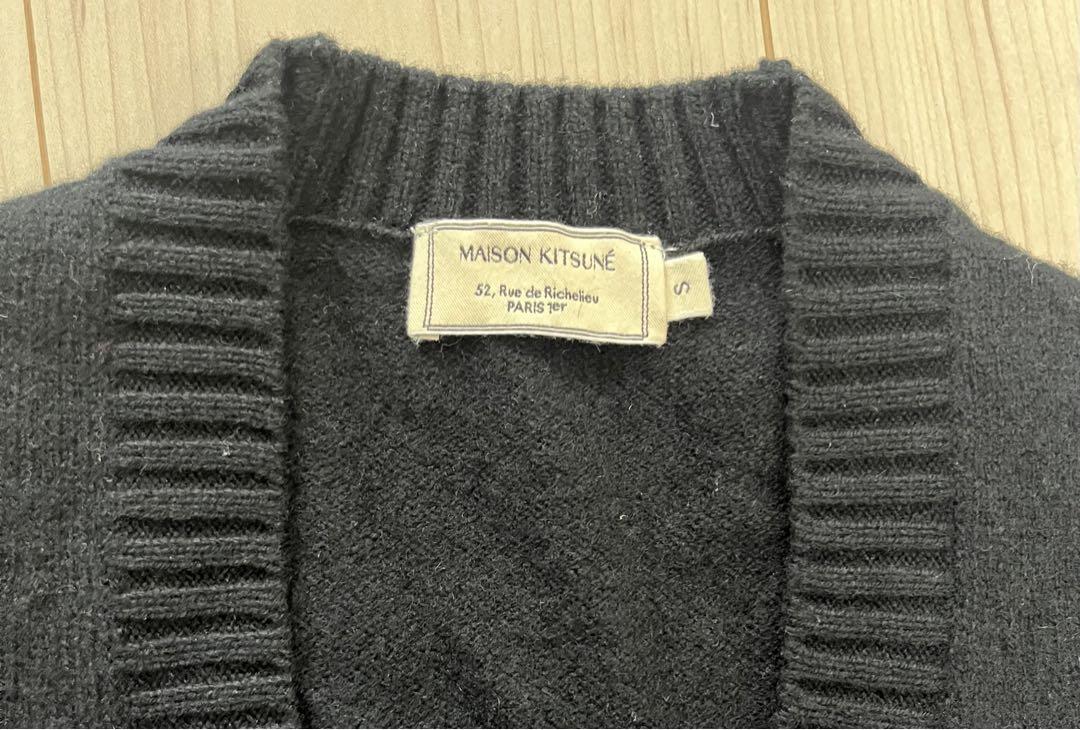 MAISON KITSUNÉ
52, Rue de Richelieu
PARIS 1er
S